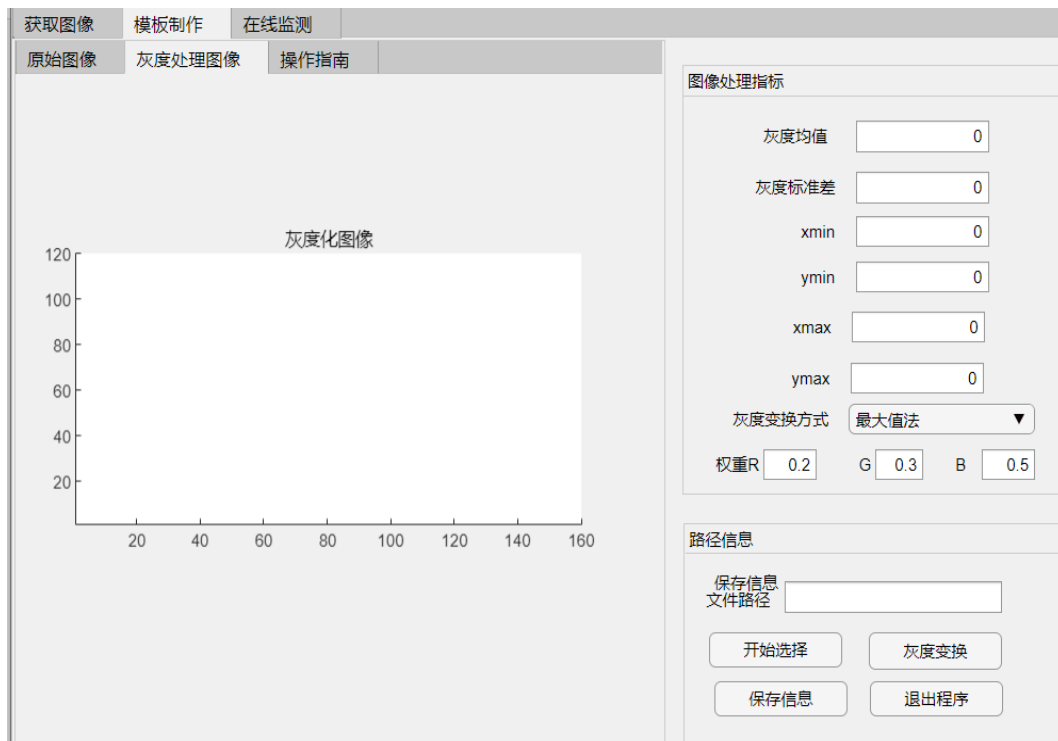 获取图像 模板制作 在线监测
原始图像 灰度处理图像 操作指南
灰度化图像
120
100
80
60
40
20
20 40 60 80 100 120 140 160
图像处理指标
灰度均值 0
灰度标准差 0
xmin 0
ymin 0
xmax 0
ymax 0
灰度变换方式 最大值法
权重R 0.2 G 0.3 B 0.5
路径信息
保存信息
文件路径
开始选择 灰度变换
保存信息 退出程序